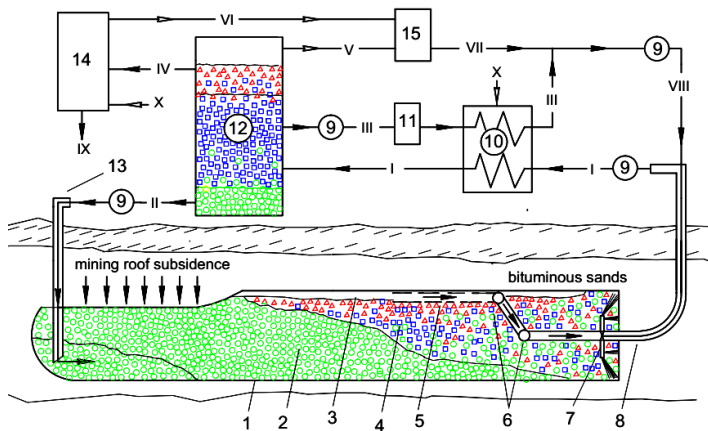 VI
15
14
V
VII
9
IV
X
VIII
X
III
12
9
III
11
10
IX
13
I
I
9
9
II
mining roof subsidence
bituminous sands
1
2
3
4
5
6
7
8